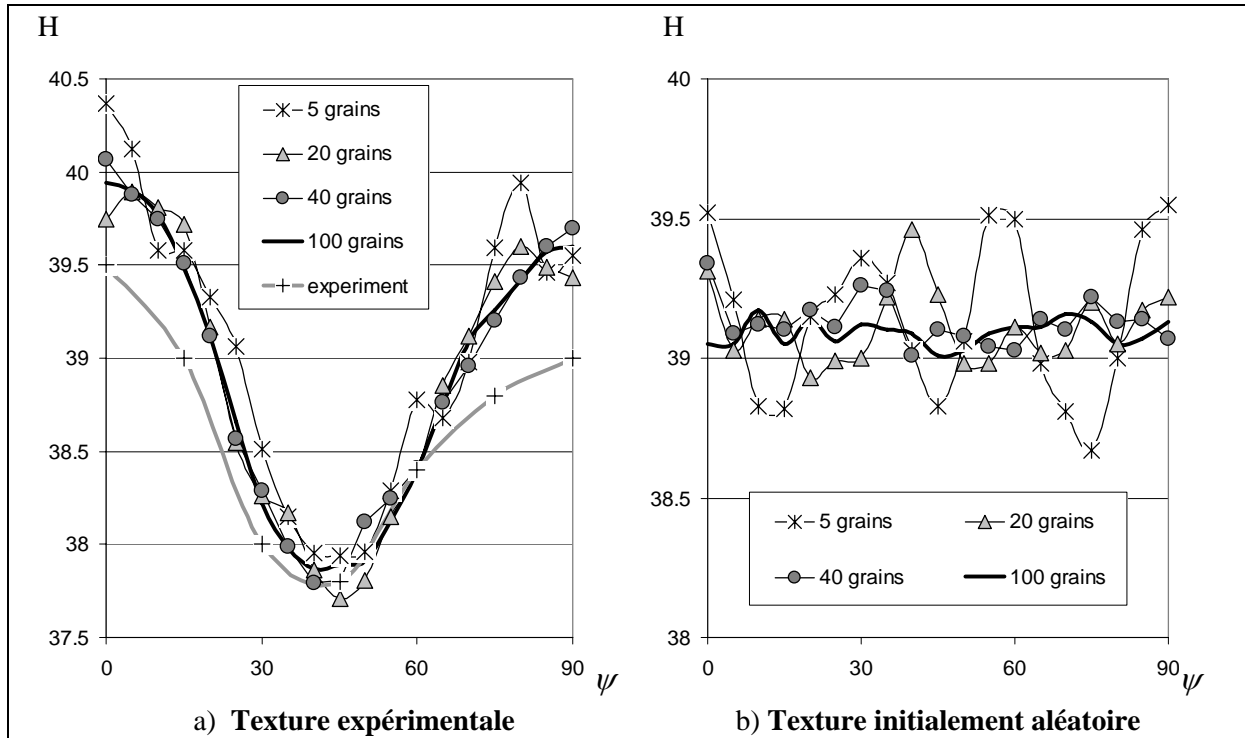 H
40.5
40
39.5
39
38.5
38
37.5
0
30
60
90
ψ
5 grains
20 grains
40 grains
100 grains
experiment
a) Texture expérimentale
H
40
39.5
39
38.5
38
0
30
60
90
ψ
5 grains
20 grains
40 grains
100 grains
b) Texture initialement aléatoire